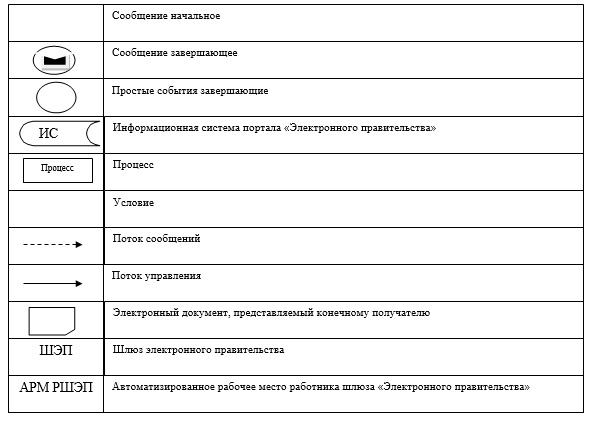 Сообщение начальное
Сообщение завершающее
Простые события завершающие
ИС Информационная система портала «Электронного правительства»
Процесс Процесс
Условие
Поток сообщений
Поток управления
Электронный документ, представляемый конечному получателю
ШЭП Шлюз электронного правительства
АРМ РШЭП Автоматизированное рабочее место работника шлюза «Электронного правительства»